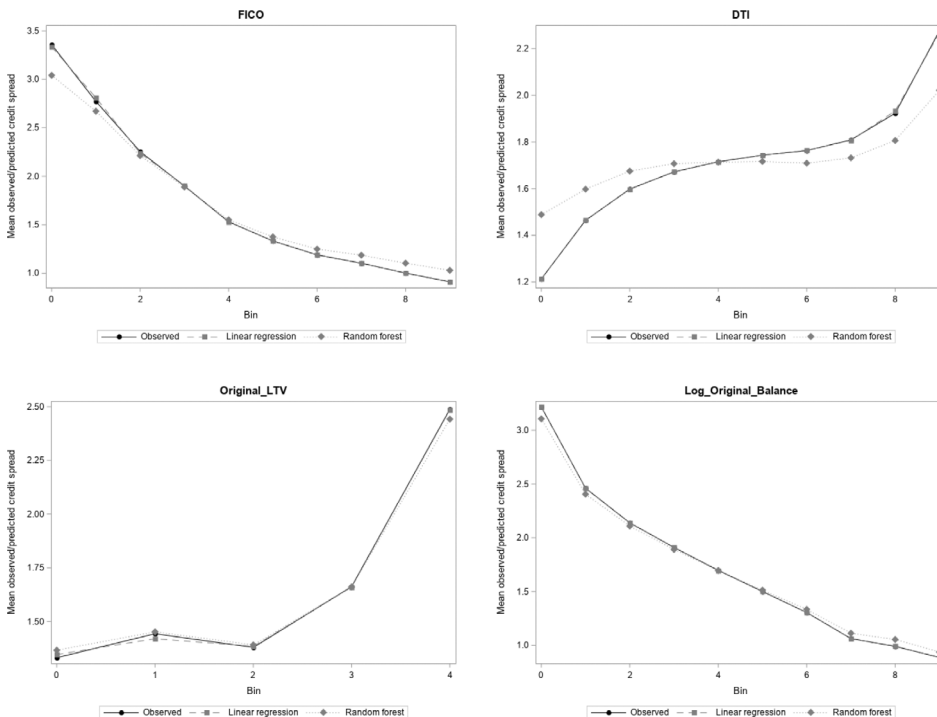 FICO
Mean observed/predicted credit spread
3.5
3.0
2.5
2.0
1.5
1.0
0 2 4 6 8
Bin
Observed Linear regression Random forest
DTI
Mean observed/predicted credit spread
2.2
2.0
1.8
1.6
1.4
1.2
0 2 4 6 8
Bin
Observed Linear regression Random forest
Original_LTV
Mean observed/predicted credit spread
2.50
2.25
2.00
1.75
1.50
0 1 2 3 4
Bin
Observed Linear regression Random forest
Log_Original_Balance
Mean observed/predicted credit spread
3.0
2.5
2.0
1.5
1.0
0 2 4 6 8
Bin
Observed Linear regression Random forest